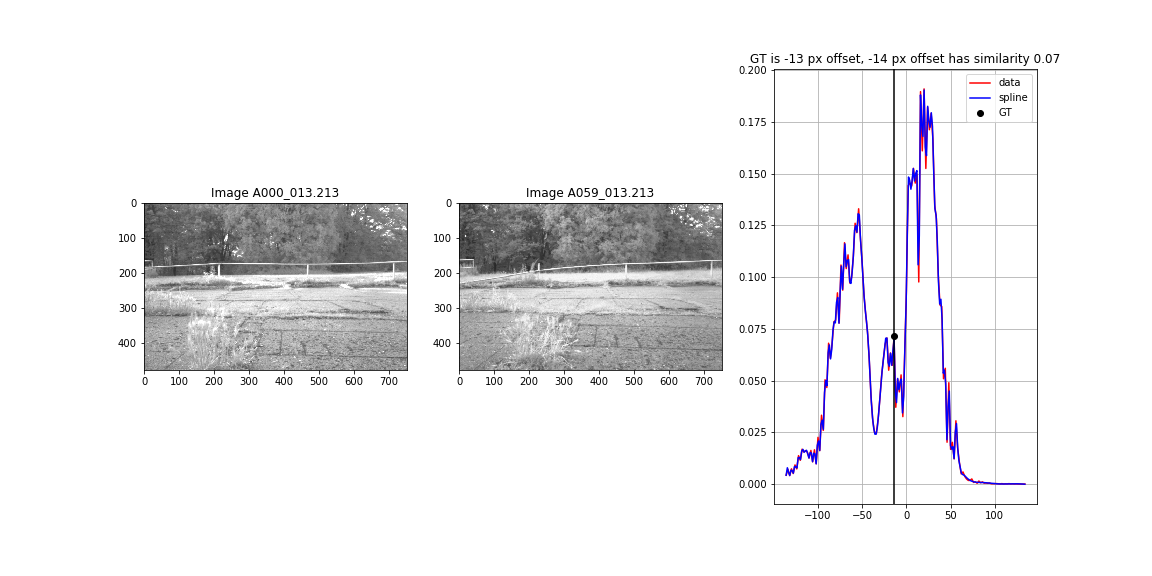 Image A000_013.213
0
100
200
300
400
0 100 200 300 400 500 600 700
Image A059_013.213
0
100
200
300
400
0 100 200 300 400 500 600 700
GT is -13 px offset, -14 px offset has similarity 0.07
data
spline
GT
0.200
0.175
0.150
0.125
0.100
0.075
0.050
0.025
0.000
−100 −50 0 50 100